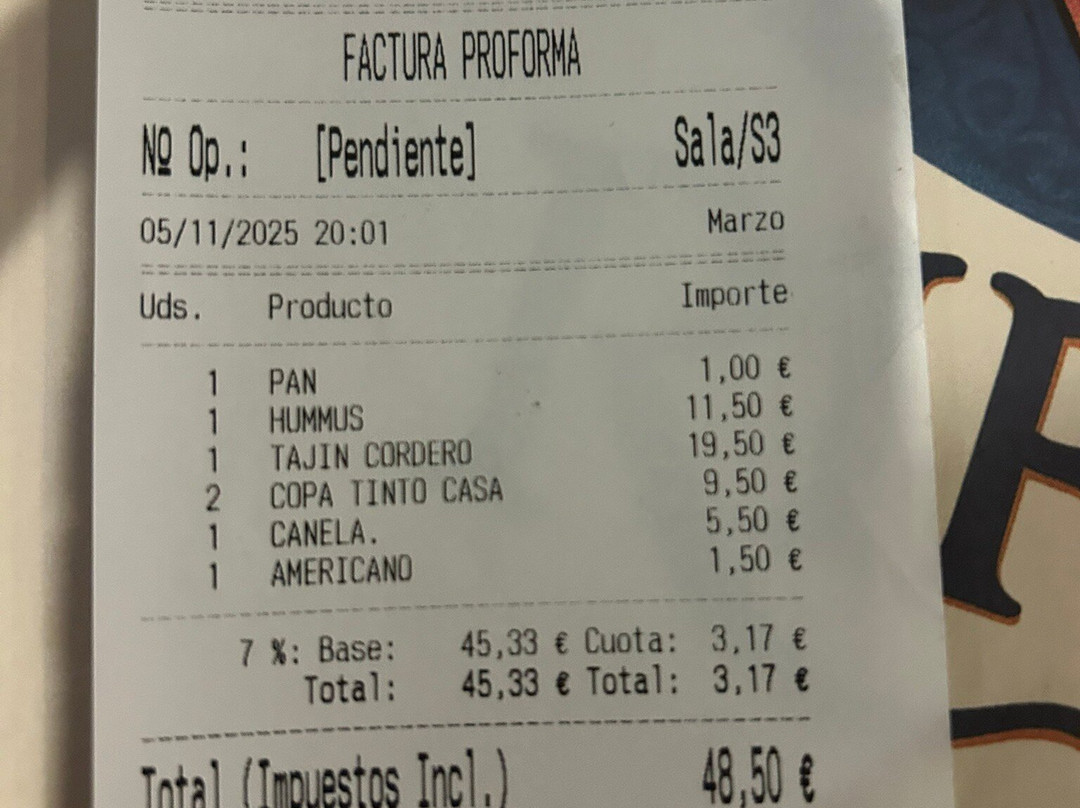 FACTURA PROFORMA
Nº Op.: [Pendiente] Sala/S3
05/11/2025 20:01 Marzo
Uds. Producto Importe
1 PAN 1,00 €
1 HUMMUS 11,50 €
1 TAJIN CORDERO 19,50 €
2 COPA TINTO CASA 9,50 €
1 CANELA. 5,50 €
1 AMERICANO 1,50 €
7 %: Base: 45,33 € Cuota: 3,17 €
Total: 45,33 € Total: 3,17 €
Total (Impuestos Incl.) 48,50 €